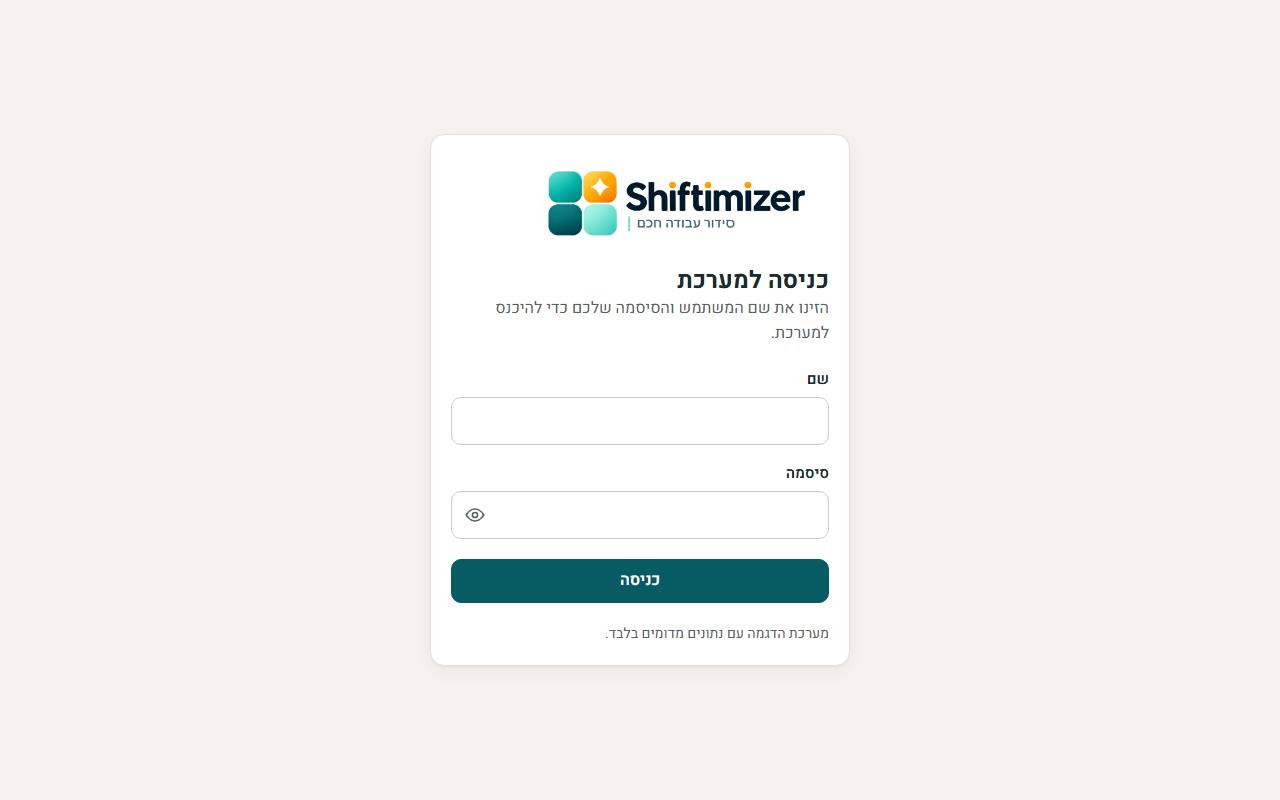 Shiftimizer
סידור עבודה חכם
כניסה למערכת
הזינו את שם המשתמש והסיסמה שלכם כדי להיכנס
למערכת.
שם
סיסמה
כניסה
מערכת הדגמה עם נתונים מדומים בלבד.